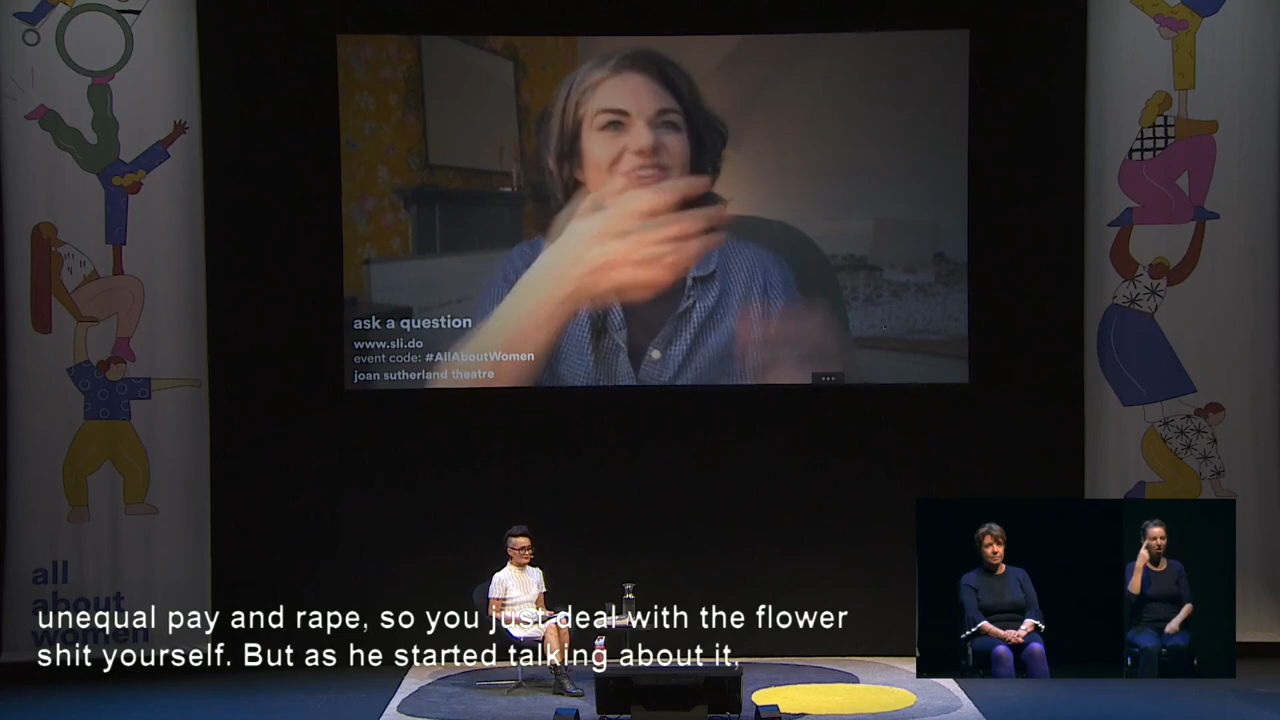 ask a question
www.sli.do
event code: #AllAboutWomen
joan sutherland theatre
all
about
women
unequal pay and rape, so you just deal with the flower
shit yourself. But as he started talking about it,